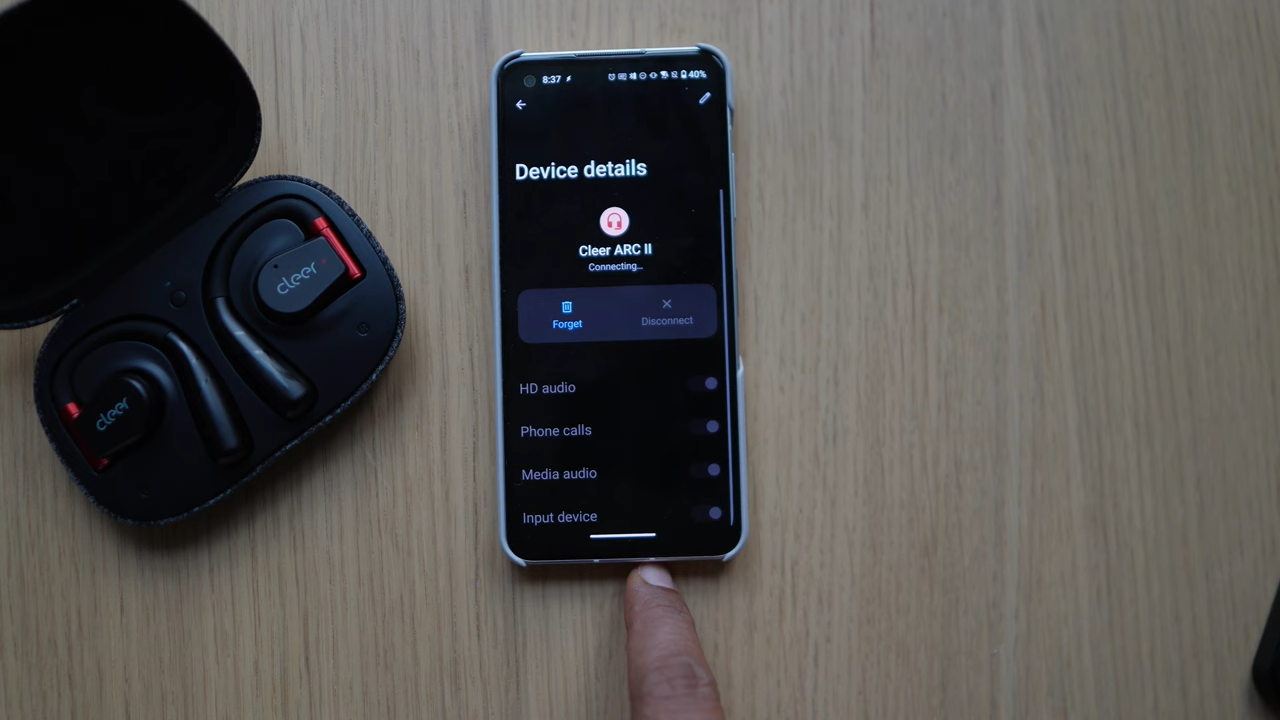 cleer
cleer
8:37
40%
Device details
Cleer ARC II
Connecting...
Forget
Disconnect
HD audio
Phone calls
Media audio
Input device